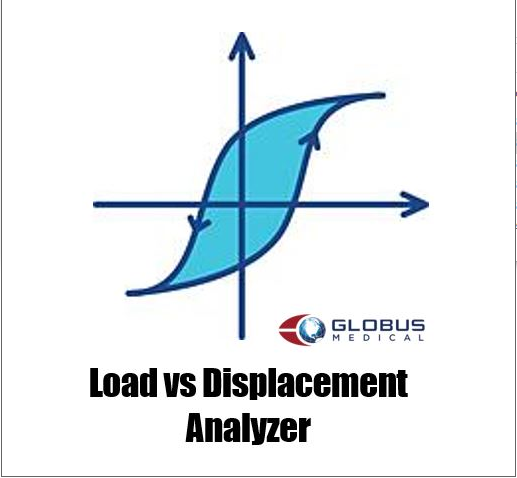 GLOBUS
MEDICAL
Load vs Displacement
Analyzer